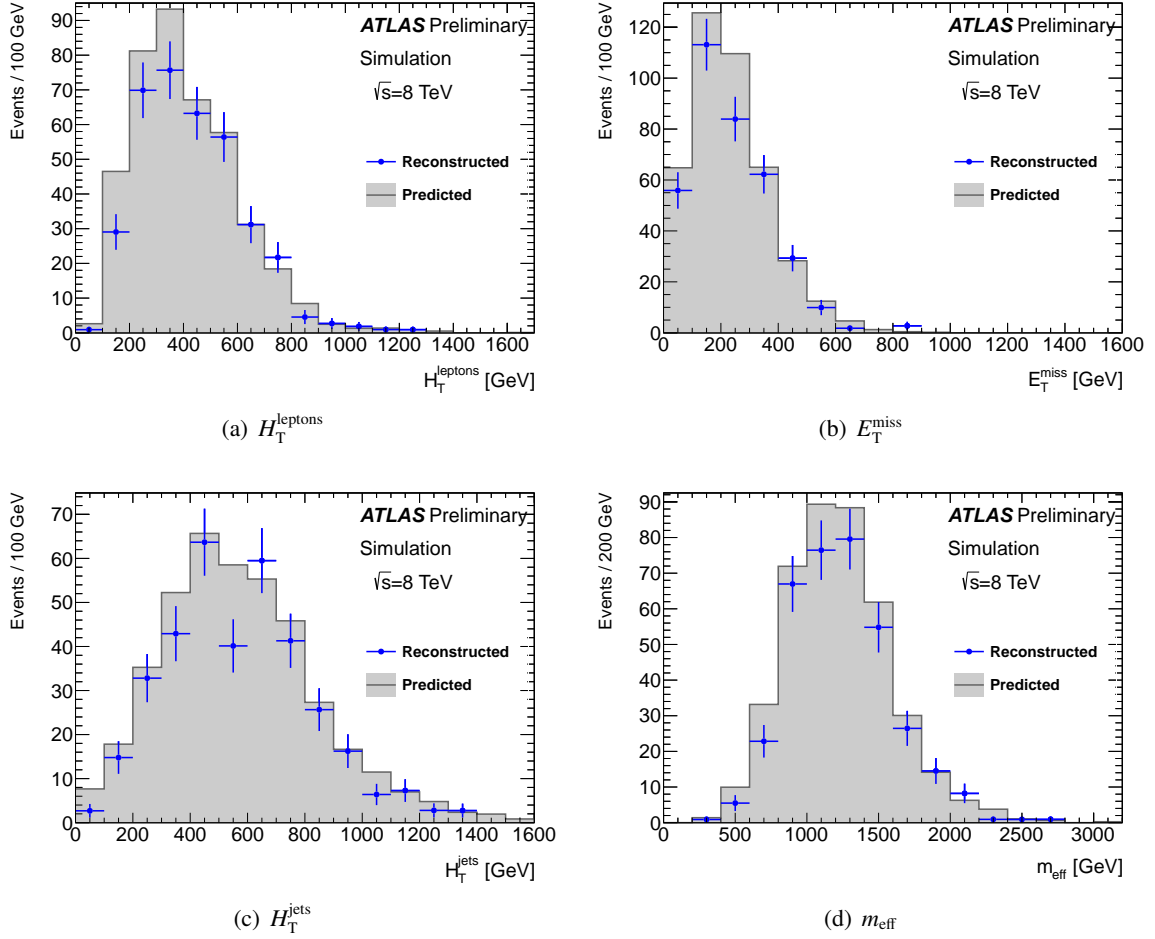 Events / 100 GeV
90
80
70
60
50
40
30
20
10
0
200 400 600 800 1000 1200 1400 1600
H_T^leptons [GeV]
ATLAS Preliminary
Simulation
√s=8 TeV
Reconstructed
Predicted
(a) H_T^leptons
Events / 100 GeV
120
100
80
60
40
20
0
200 400 600 800 1000 1200 1400 1600
E_T^miss [GeV]
ATLAS Preliminary
Simulation
√s=8 TeV
Reconstructed
Predicted
(b) E_T^miss
Events / 100 GeV
70
60
50
40
30
20
10
0
0 200 400 600 800 1000 1200 1400 1600
H_T^jets [GeV]
ATLAS Preliminary
Simulation
√s=8 TeV
Reconstructed
Predicted
(c) H_T^jets
Events / 200 GeV
90
80
70
60
50
40
30
20
10
0
500 1000 1500 2000 2500 3000
m_eff [GeV]
ATLAS Preliminary
Simulation
√s=8 TeV
Reconstructed
Predicted
(d) m_eff